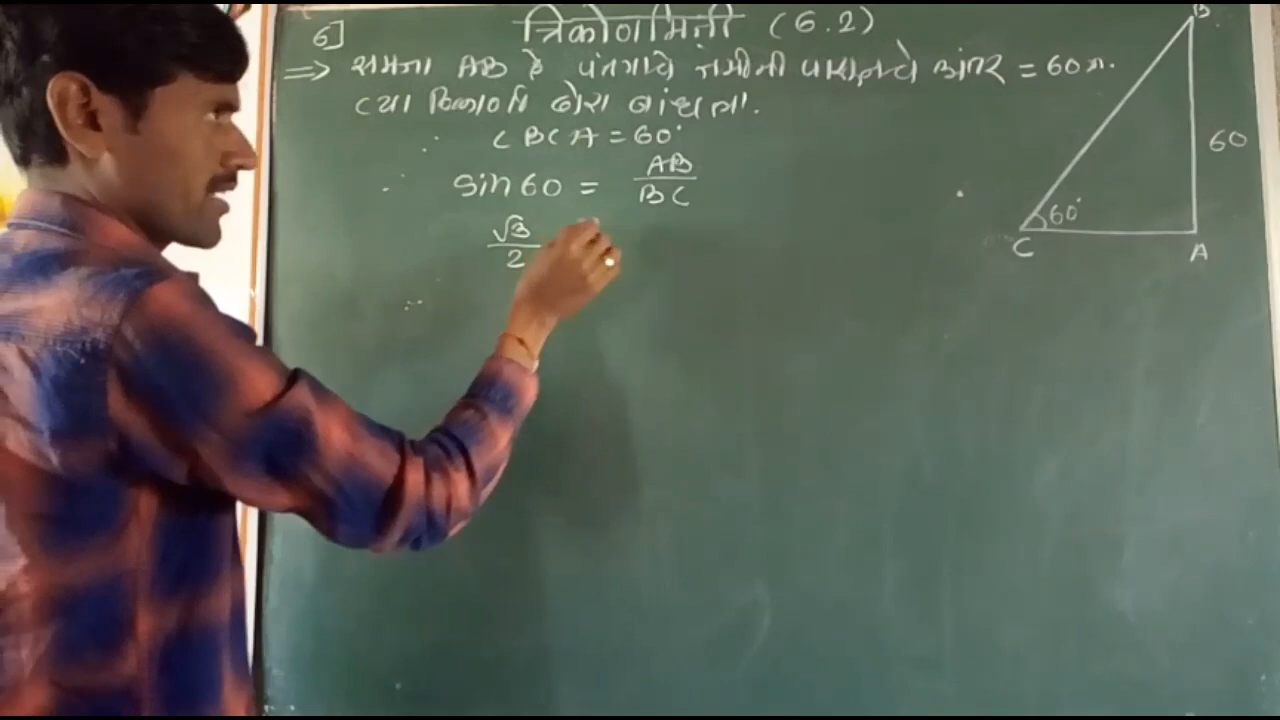 6] त्रिकोणमिती (6.2)
⇒ समजा AB हे पतंगाचे जमीनी पासूनचे अंतर = 60 मी.
त्या ठिकाणी दोरा बांधला.
∴ ∠BCA = 60°
∴ sin 60 = AB/BC
√3/2
∴
B
60
60°
C
A